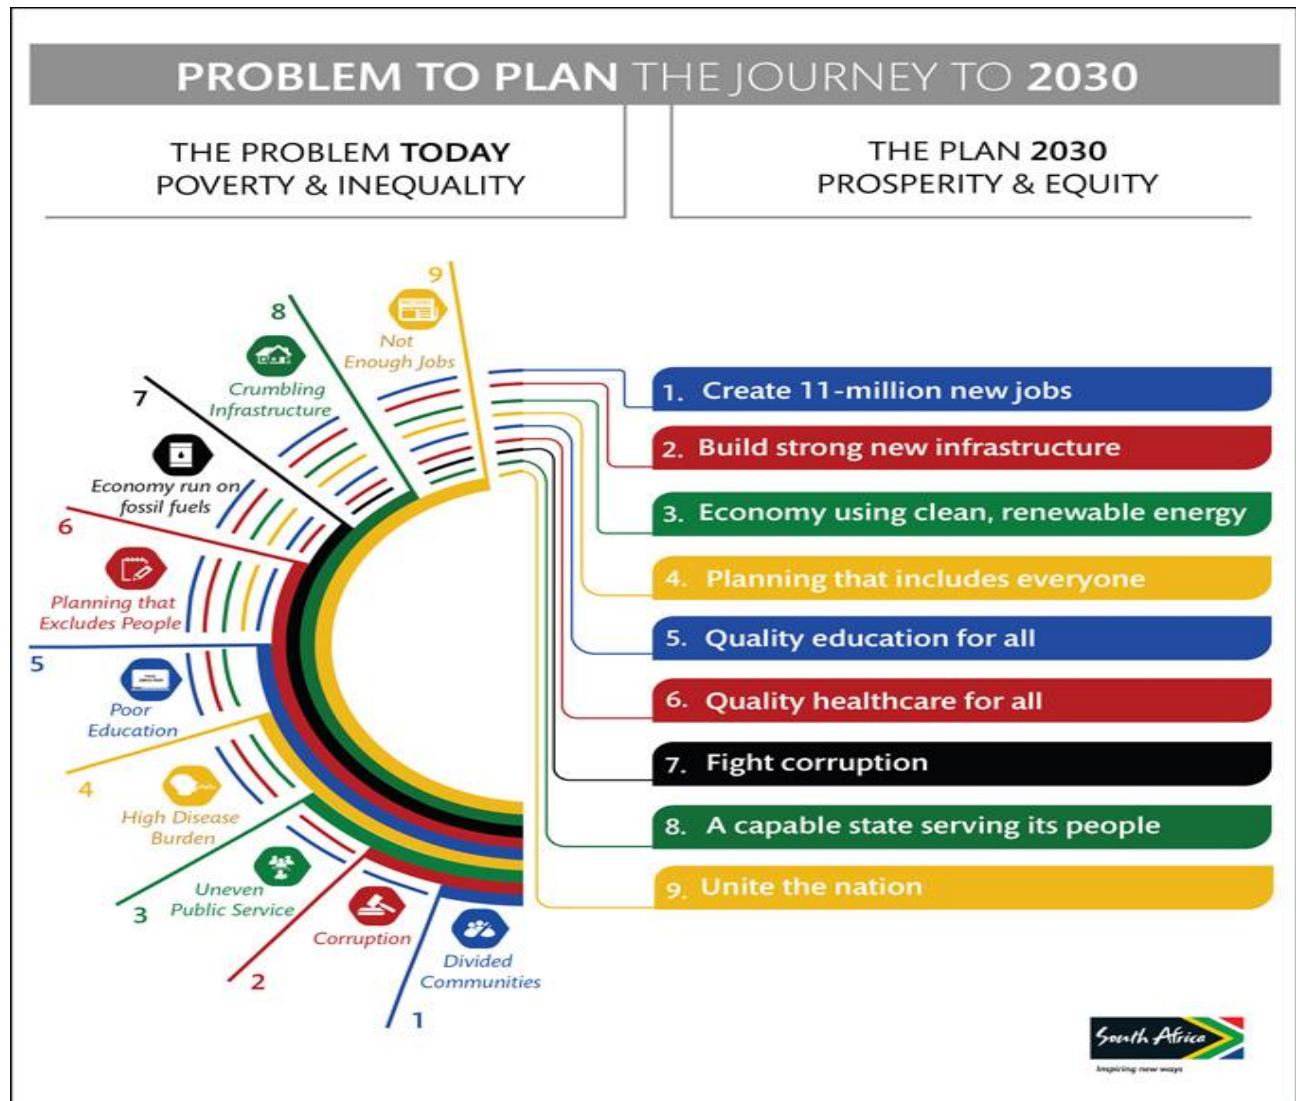 PROBLEM TO PLAN THE JOURNEY TO 2030
THE PROBLEM TODAY
POVERTY & INEQUALITY
THE PLAN 2030
PROSPERITY & EQUITY
9
Not
Enough Jobs
8
Crumbling
Infrastructure
7
Economy run on
fossil fuels
6
Planning that
Excludes People
5
Poor
Education
4
High Disease
Burden
3
Uneven
Public Service
2
Corruption
1
Divided
Communities
1. Create 11-million new jobs
2. Build strong new infrastructure
3. Economy using clean, renewable energy
4. Planning that includes everyone
5. Quality education for all
6. Quality healthcare for all
7. Fight corruption
8. A capable state serving its people
9. Unite the nation
South Africa
Inspiring new ways